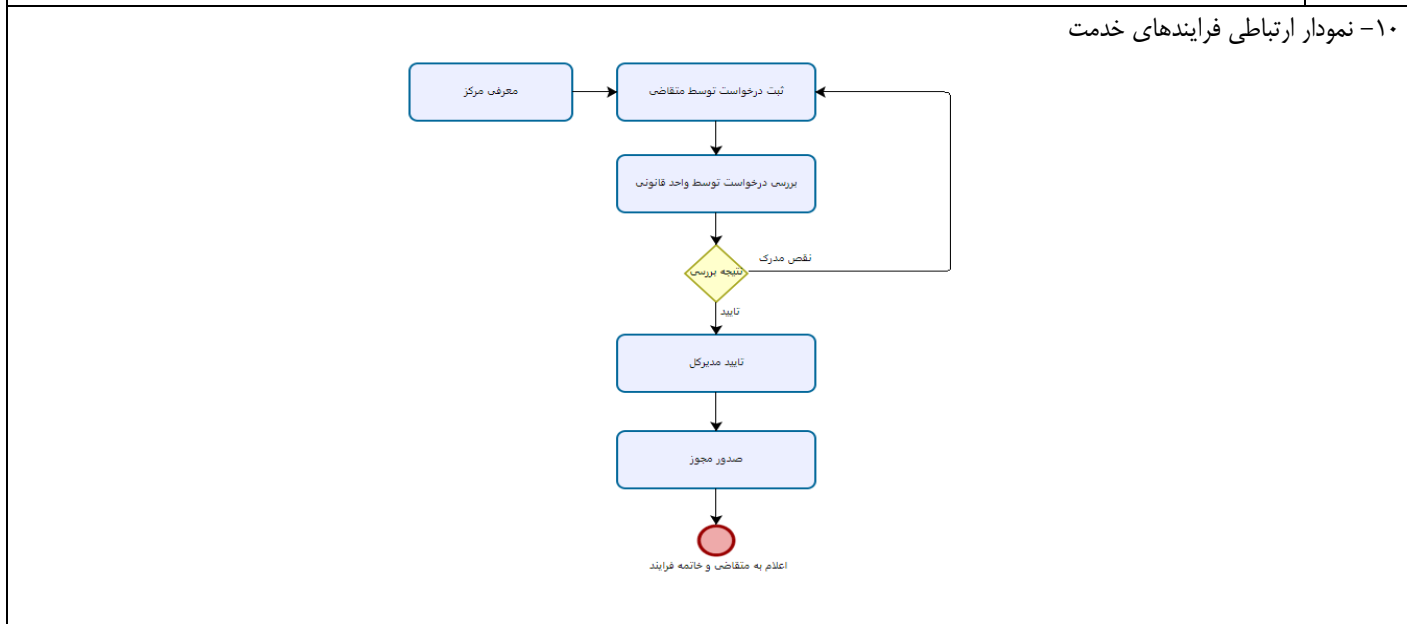 ۱۰- نمودار ارتباطی فرایندهای خدمت
معرفی مرکز
ثبت درخواست توسط متقاضی
بررسی درخواست توسط واحد قانونی
نتیجه بررسی
نقص مدرک
تایید
تایید مدیرکل
صدور مجوز
اعلام به متقاضی و خاتمه فرایند